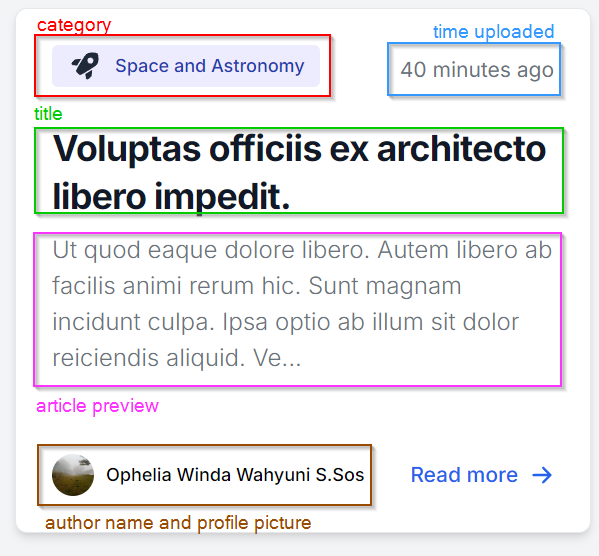 category
time uploaded
Space and Astronomy
40 minutes ago
title
Voluptas officiis ex architecto
libero impedit.
Ut quod eaque dolore libero. Autem libero ab
facilis animi rerum hic. Sunt magnam
incidunt culpa. Ipsa optio ab illum sit dolor
reiciendis aliquid. Ve...
article preview
Ophelia Winda Wahyuni S.Sos
Read more →
author name and profile picture